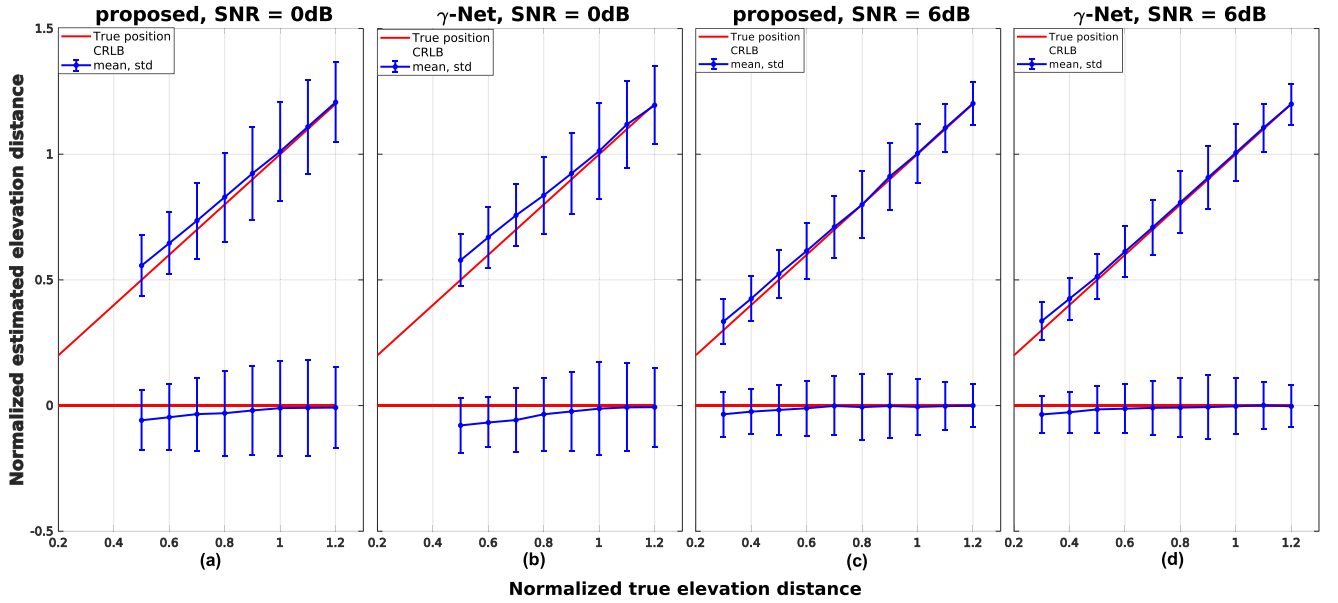 proposed, SNR = 0dB
γ-Net, SNR = 0dB
proposed, SNR = 6dB
γ-Net, SNR = 6dB
Normalized estimated elevation distance
1.5
1
0.5
0
-0.5
True position
CRLB
mean, std
True position
CRLB
mean, std
True position
CRLB
mean, std
True position
CRLB
mean, std
0.2 0.4 0.6 0.8 1 1.2
0.2 0.4 0.6 0.8 1 1.2
0.2 0.4 0.6 0.8 1 1.2
0.2 0.4 0.6 0.8 1 1.2
(a)
(b)
(c)
(d)
Normalized true elevation distance